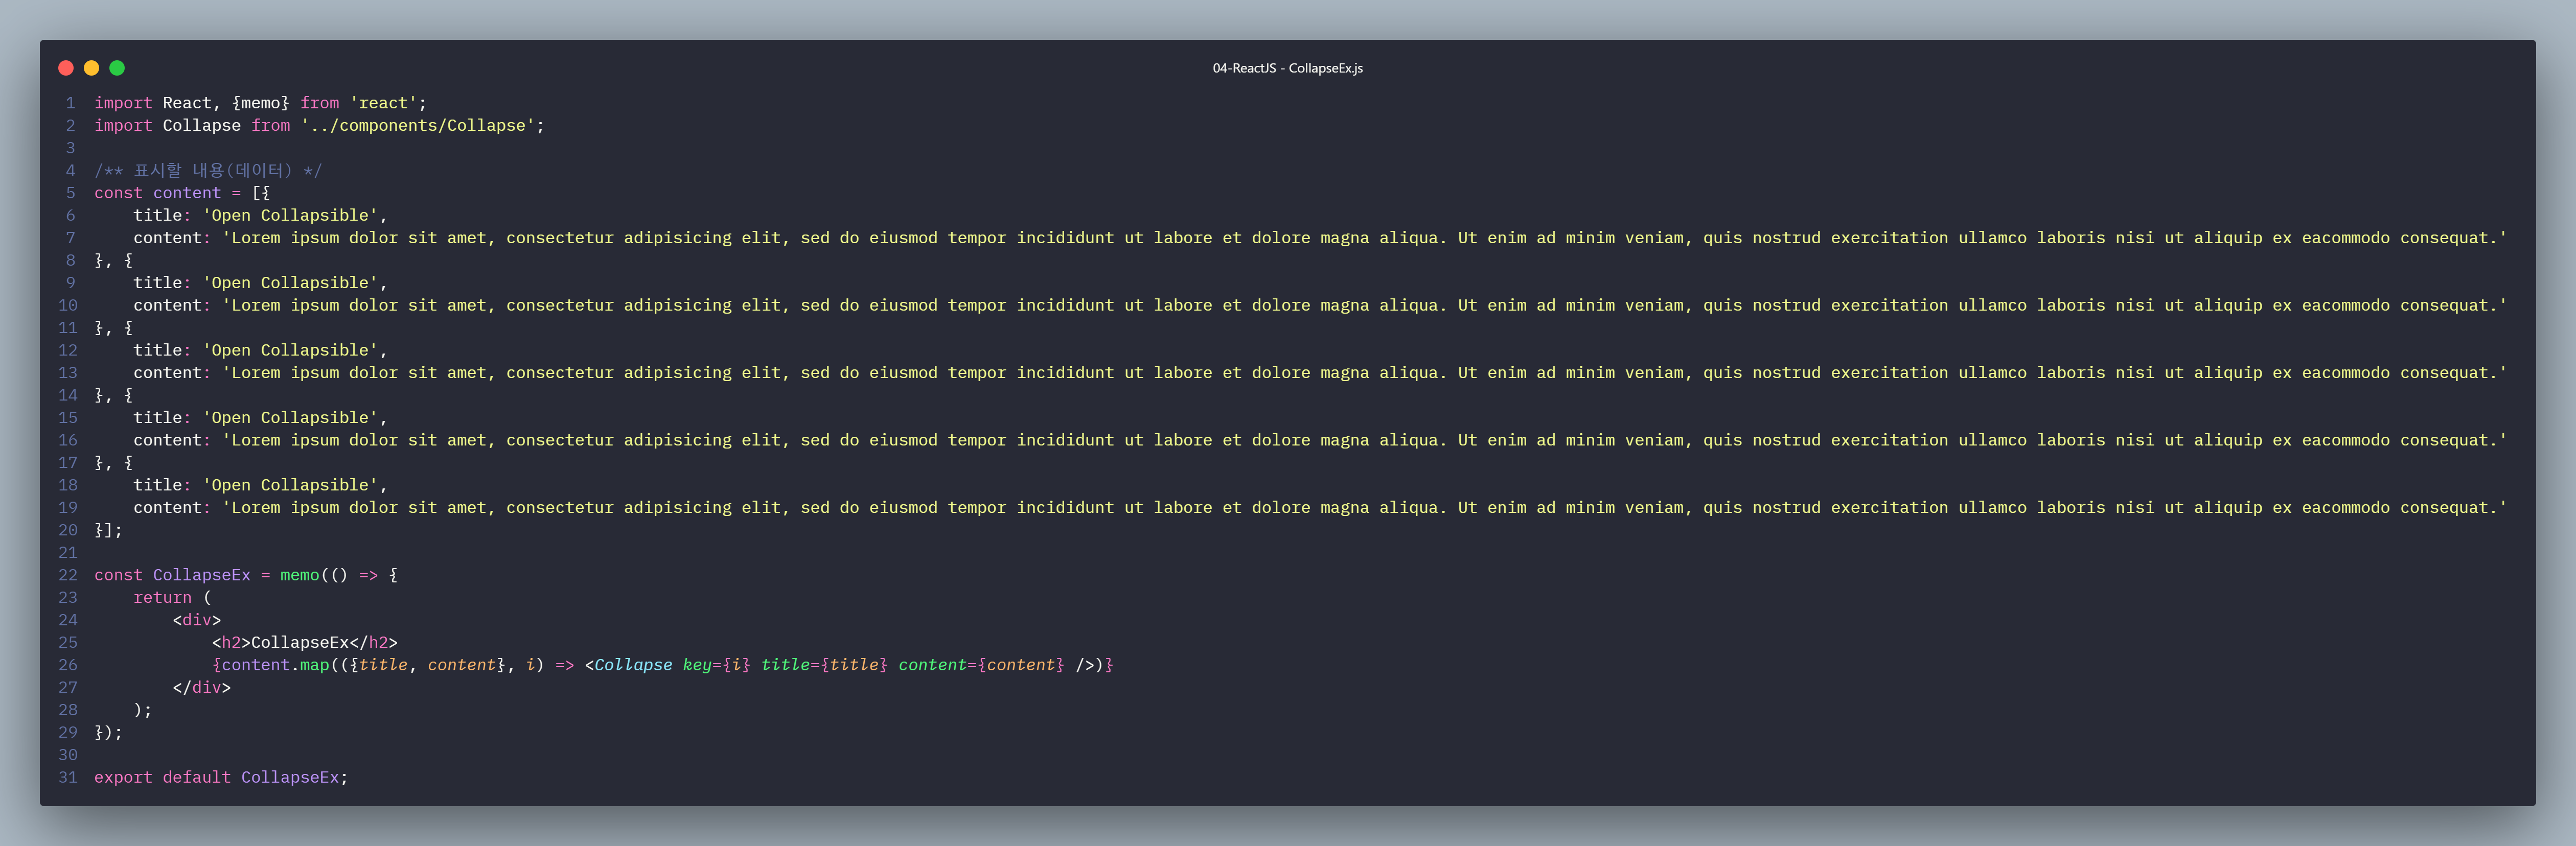 04-ReactJS - CollapseEx.js
1 import React, {memo} from 'react';
2 import Collapse from '../components/Collapse';
3
4 /** 표시할 내용(데이터) */
5 const content = [{
6     title: 'Open Collapsible',
7     content: 'Lorem ipsum dolor sit amet, consectetur adipisicing elit, sed do eiusmod tempor incididunt ut labore et dolore magna aliqua. Ut enim ad minim veniam, quis nostrud exercitation ullamco laboris nisi ut aliquip ex eacommodo consequat.'
8 }, {
9     title: 'Open Collapsible',
10     content: 'Lorem ipsum dolor sit amet, consectetur adipisicing elit, sed do eiusmod tempor incididunt ut labore et dolore magna aliqua. Ut enim ad minim veniam, quis nostrud exercitation ullamco laboris nisi ut aliquip ex eacommodo consequat.'
11 }, {
12     title: 'Open Collapsible',
13     content: 'Lorem ipsum dolor sit amet, consectetur adipisicing elit, sed do eiusmod tempor incididunt ut labore et dolore magna aliqua. Ut enim ad minim veniam, quis nostrud exercitation ullamco laboris nisi ut aliquip ex eacommodo consequat.'
14 }, {
15     title: 'Open Collapsible',
16     content: 'Lorem ipsum dolor sit amet, consectetur adipisicing elit, sed do eiusmod tempor incididunt ut labore et dolore magna aliqua. Ut enim ad minim veniam, quis nostrud exercitation ullamco laboris nisi ut aliquip ex eacommodo consequat.'
17 }, {
18     title: 'Open Collapsible',
19     content: 'Lorem ipsum dolor sit amet, consectetur adipisicing elit, sed do eiusmod tempor incididunt ut labore et dolore magna aliqua. Ut enim ad minim veniam, quis nostrud exercitation ullamco laboris nisi ut aliquip ex eacommodo consequat.'
20 }];
21
22 const CollapseEx = memo(() => {
23     return (
24         <div>
25             <h2>CollapseEx</h2>
26             {content.map(({title, content}, i) => <Collapse key={i} title={title} content={content} />)}
27         </div>
28     );
29 });
30
31 export default CollapseEx;